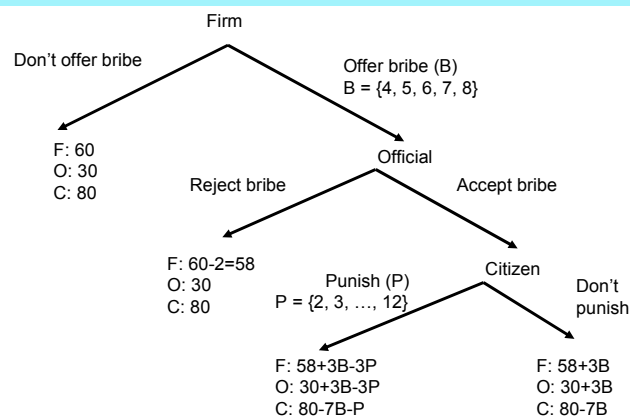 Firm
Don't offer bribe
Offer bribe (B)
B = {4, 5, 6, 7, 8}
F: 60
O: 30
C: 80
Official
Reject bribe
Accept bribe
F: 60-2=58
O: 30
C: 80
Citizen
Punish (P)
P = {2, 3, …, 12}
Don't
punish
F: 58+3B-3P
O: 30+3B-3P
C: 80-7B-P
F: 58+3B
O: 30+3B
C: 80-7B